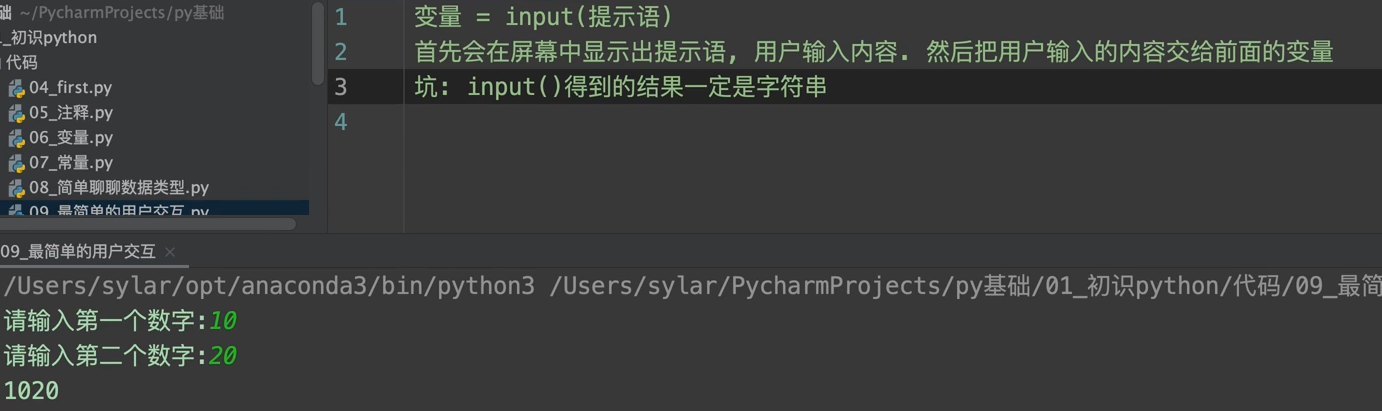 础 ~/PycharmProjects/py基础
_初识python
代码
04_first.py
05_注释.py
06_变量.py
07_常量.py
08_简单聊聊数据类型.py
09_最简单的用户交互.py
1 变量 = input(提示语)
2 首先会在屏幕中显示出提示语, 用户输入内容. 然后把用户输入的内容交给前面的变量
3 坑: input()得到的结果一定是字符串
4
09_最简单的用户交互 ×
/Users/sylar/opt/anaconda3/bin/python3 /Users/sylar/PycharmProjects/py基础/01_初识python/代码/09_最简
请输入第一个数字:10
请输入第二个数字:20
1020